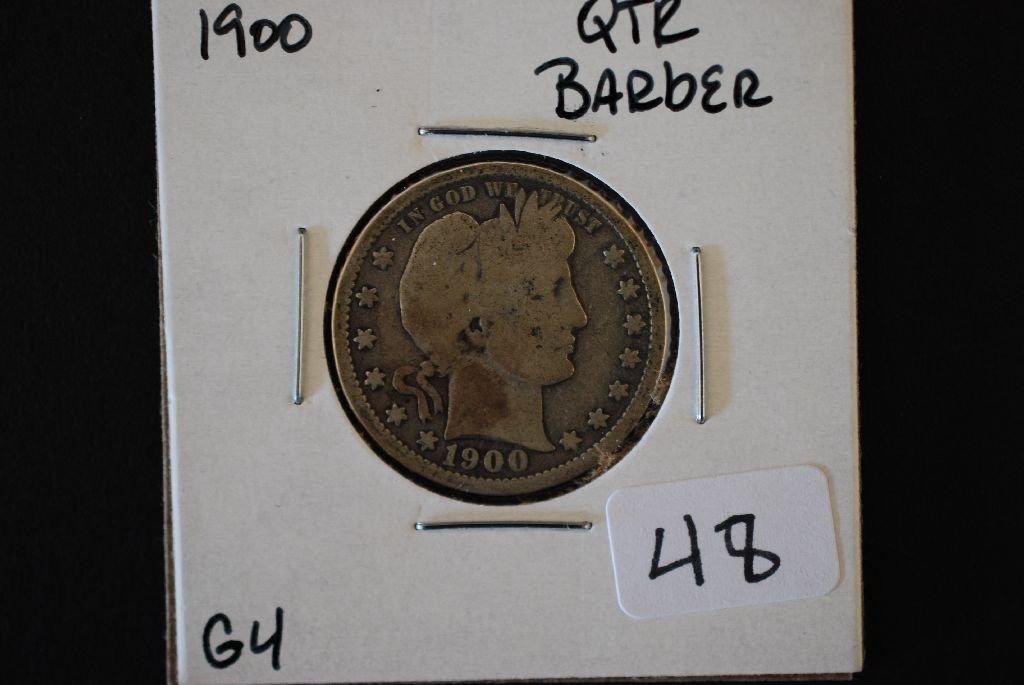 1900
QTR
BARBER
IN GOD WE TRUST
1900
48
G4